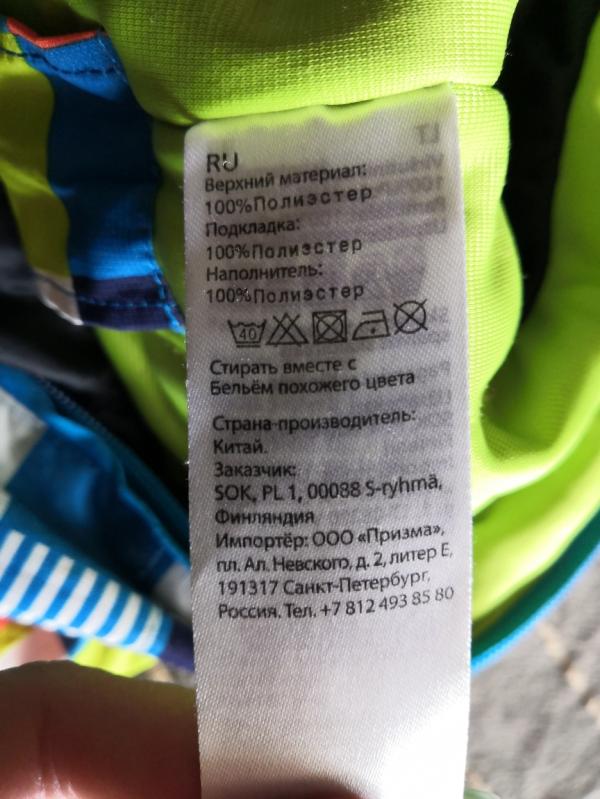 RU
Верхний материал:
100%Полиэстер
Подкладка:
100%Полиэстер
Наполнитель:
100%Полиэстер
40
Стирать вместе с
Бельём похожего цвета
Страна-производитель:
Китай.
Заказчик:
SOK, PL 1, 00088 S-ryhmä,
Финляндия
Импортёр: ООО «Призма»,
пл. Ал. Невского, д. 2, литер Е,
191317 Санкт-Петербург,
Россия. Тел. +7 812 493 85 80